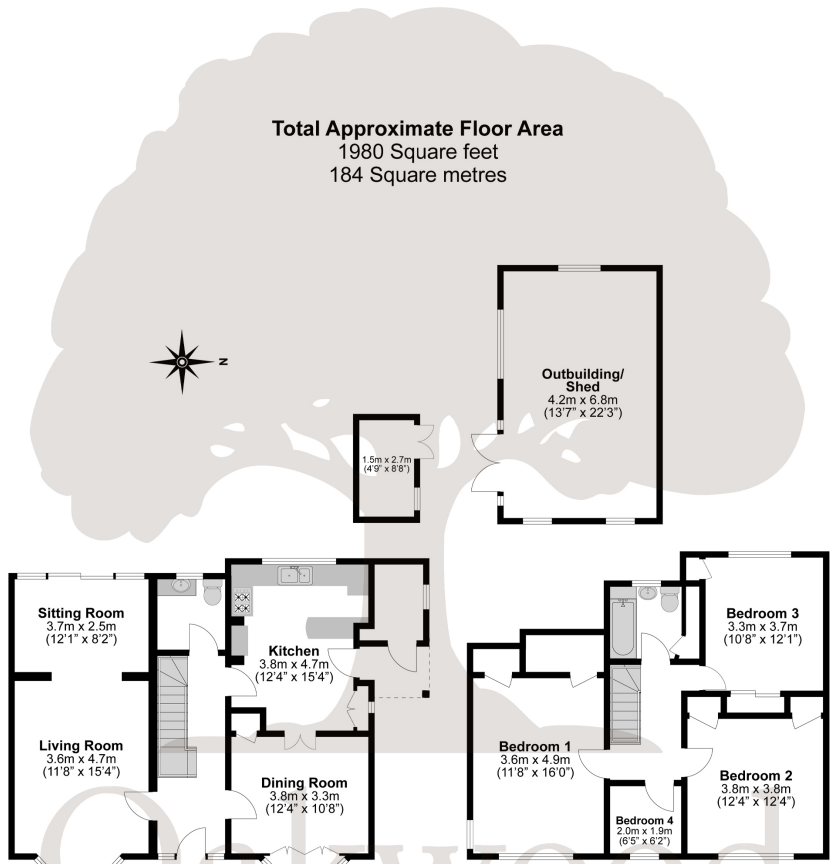 Total Approximate Floor Area
1980 Square feet
184 Square metres
N
Outbuilding/
Shed
4.2m x 6.8m
(13'7" x 22'3")
1.5m x 2.7m
(4'9" x 8'8")
Sitting Room
3.7m x 2.5m
(12'1" x 8'2")
Kitchen
3.8m x 4.7m
(12'4" x 15'4")
Living Room
3.6m x 4.7m
(11'8" x 15'4")
Dining Room
3.8m x 3.3m
(12'4" x 10'8")
Bedroom 3
3.3m x 3.7m
(10'8" x 12'1")
Bedroom 1
3.6m x 4.9m
(11'8" x 16'0")
Bedroom 2
3.8m x 3.8m
(12'4" x 12'4")
Bedroom 4
2.0m x 1.9m
(6'5" x 6'2")